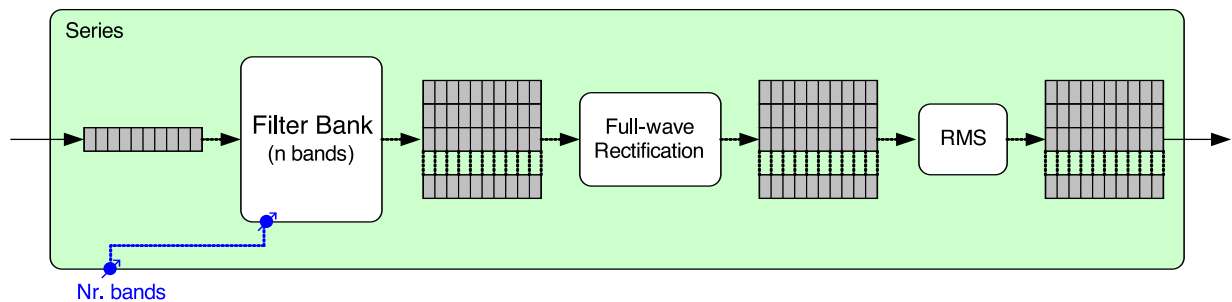 Series
Filter Bank
(n bands)
Full-wave
Rectification
RMS
Nr. bands